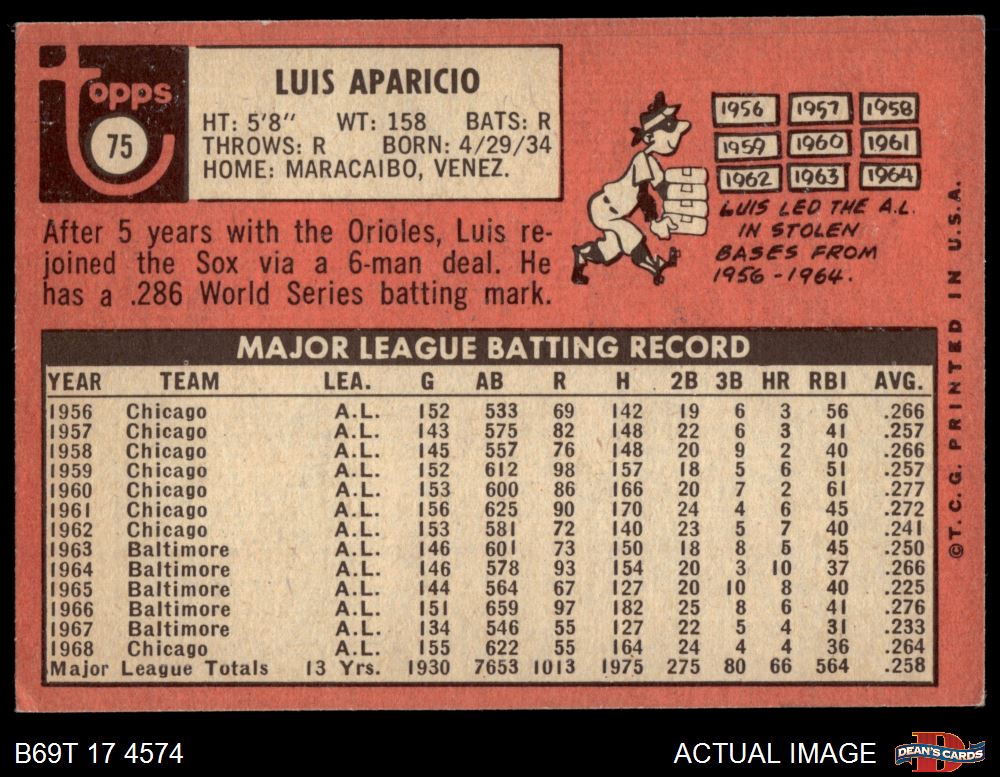 Topps
75
LUIS APARICIO
HT: 5'8" WT: 158 BATS: R
THROWS: R BORN: 4/29/34
HOME: MARACAIBO, VENEZ.
After 5 years with the Orioles, Luis re-
joined the Sox via a 6-man deal. He
has a .286 World Series batting mark.
1956 1957 1958
1959 1960 1961
1962 1963 1964
LUIS LED THE A.L.
IN STOLEN
BASES FROM
1956-1964.
MAJOR LEAGUE BATTING RECORD
YEAR TEAM LEA. G AB R H 2B 3B HR RBI AVG.
1956 Chicago A.L. 152 533 69 142 19 6 3 56 .266
1957 Chicago A.L. 143 575 82 148 22 6 3 41 .257
1958 Chicago A.L. 145 557 76 148 20 9 2 40 .266
1959 Chicago A.L. 152 612 98 157 18 5 6 51 .257
1960 Chicago A.L. 153 600 86 166 20 7 2 61 .277
1961 Chicago A.L. 156 625 90 170 24 4 6 45 .272
1962 Chicago A.L. 153 581 72 140 23 5 7 40 .241
1963 Baltimore A.L. 146 601 73 150 18 8 5 45 .250
1964 Baltimore A.L. 146 578 93 154 20 3 10 37 .266
1965 Baltimore A.L. 144 564 67 127 20 10 8 40 .225
1966 Baltimore A.L. 151 659 97 182 25 8 6 41 .276
1967 Baltimore A.L. 134 546 55 127 22 5 4 31 .233
1968 Chicago A.L. 155 622 55 164 24 4 4 36 .264
Major League Totals 13 Yrs. 1930 7653 1013 1975 275 80 66 564 .258
© T.C.G. PRINTED IN U.S.A.
B69T 17 4574
ACTUAL IMAGE
D
DEAN'S CARDS